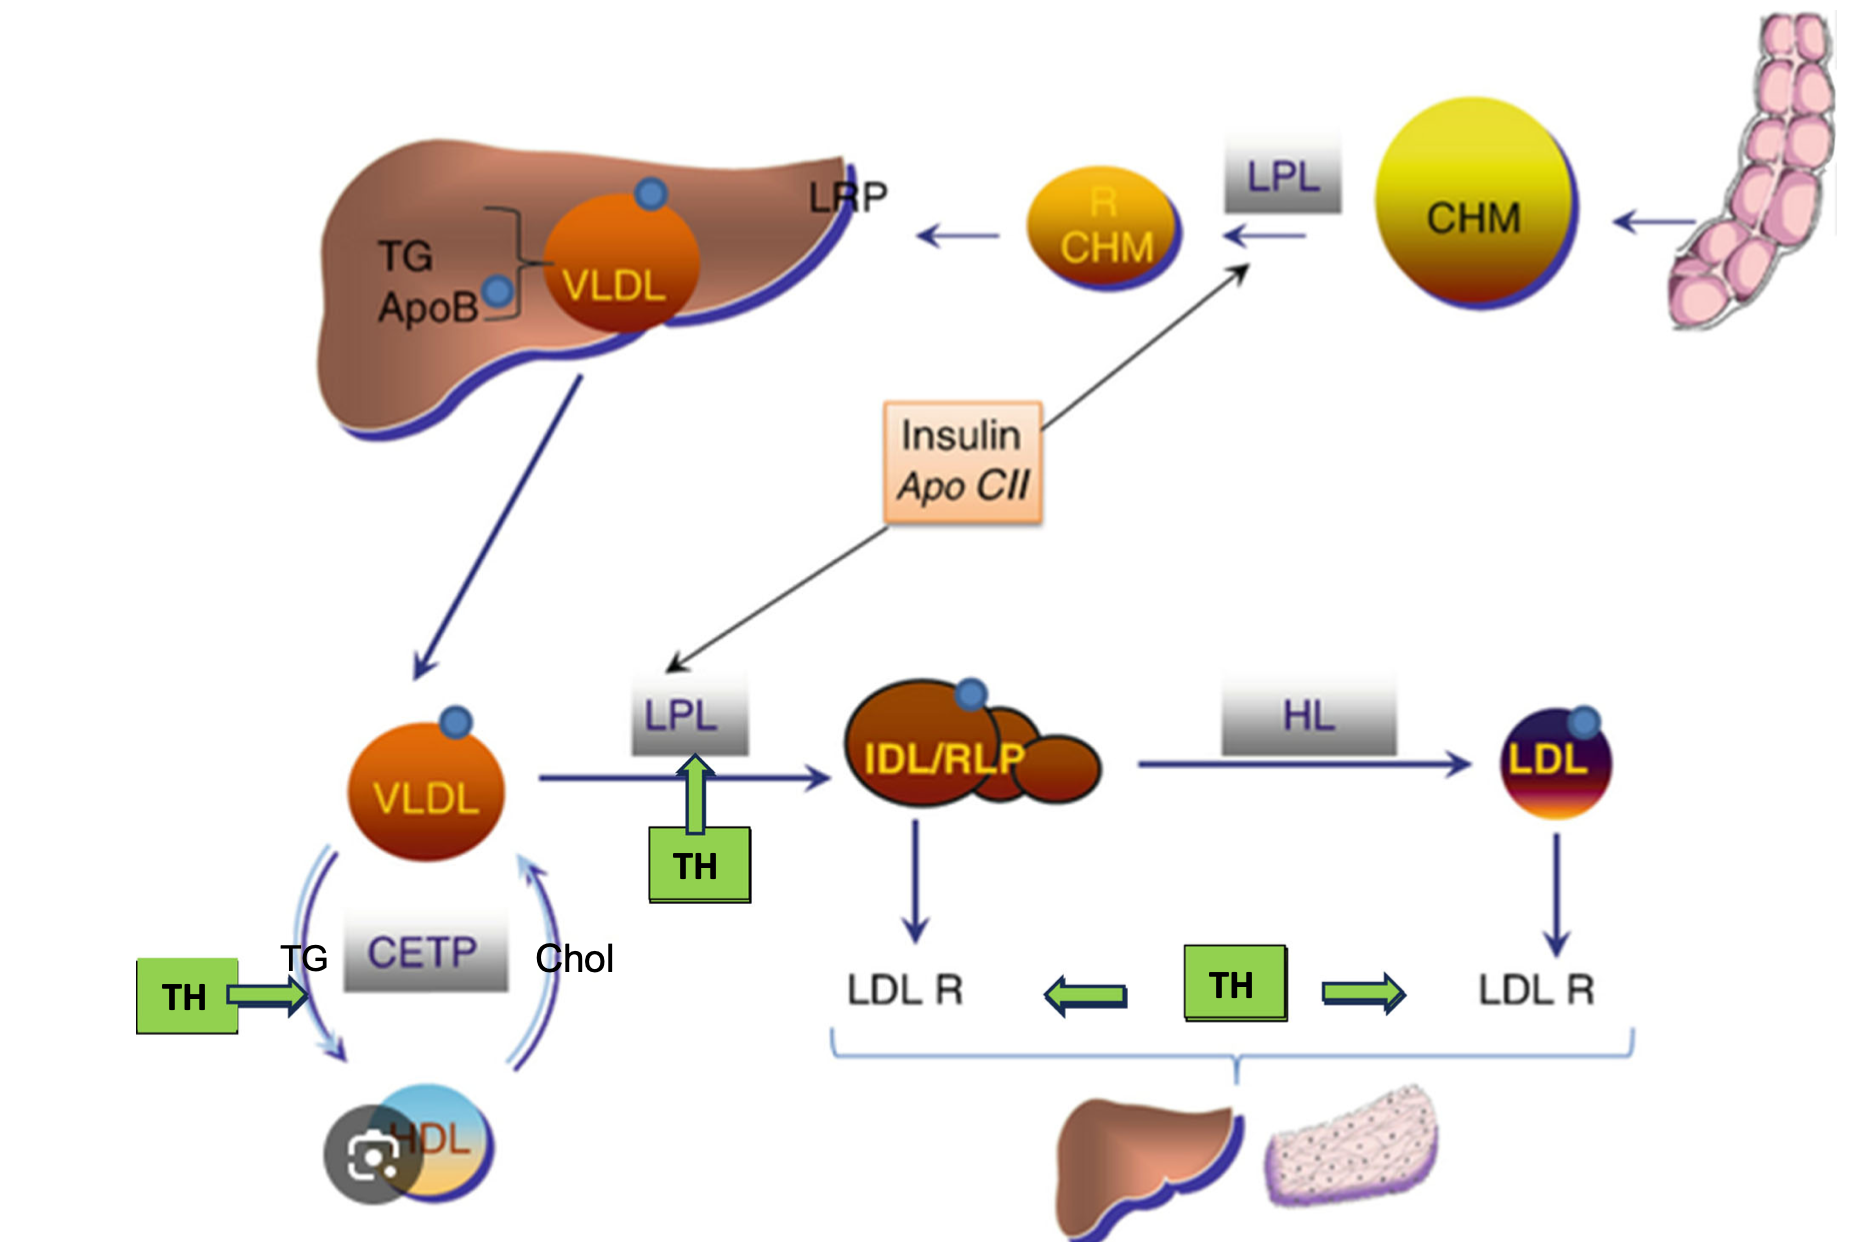 LRP
R
CHM
LPL
CHM
TG
ApoB
VLDL
Insulin
Apo CII
LPL
HL
VLDL
IDL/RLP
LDL
TH
TG
CETP
Chol
TH
LDL R
TH
LDL R
HDL